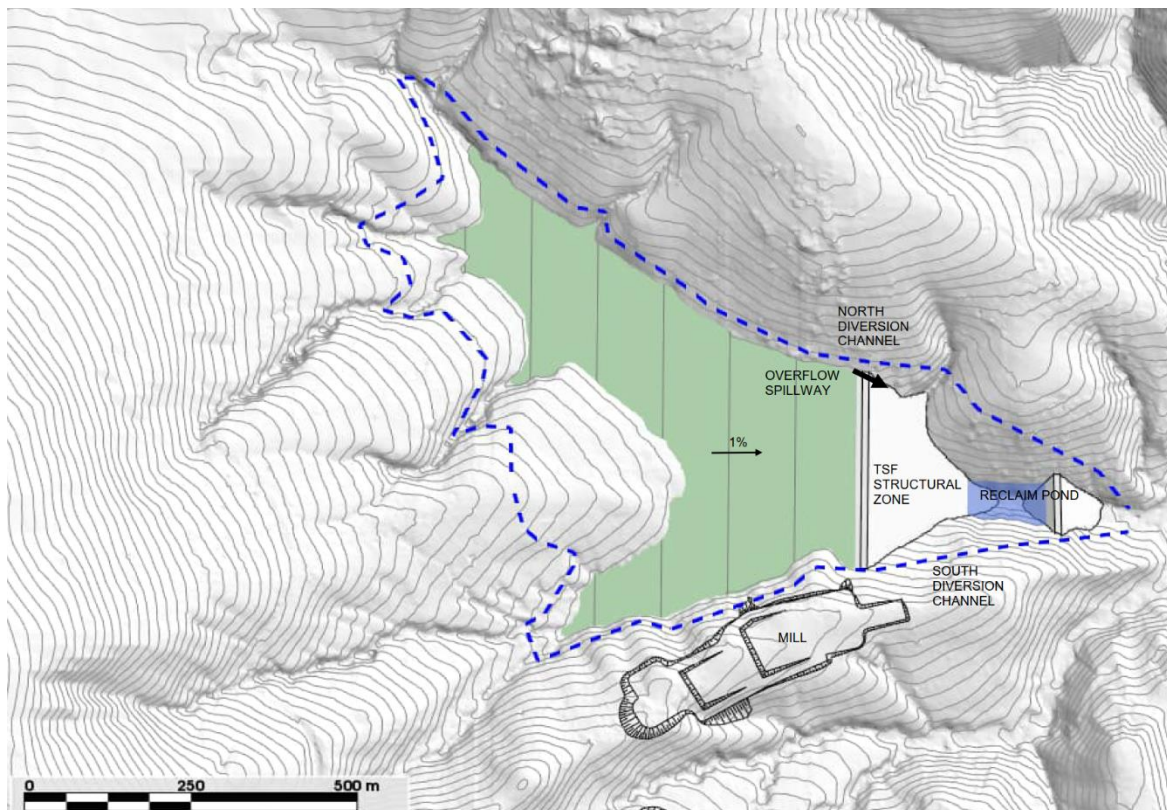 NORTH
DIVERSION
CHANNEL
OVERFLOW
SPILLWAY
1%
TSF
STRUCTURAL
ZONE
RECLAIM POND
SOUTH
DIVERSION
CHANNEL
MILL
0 250 500 m